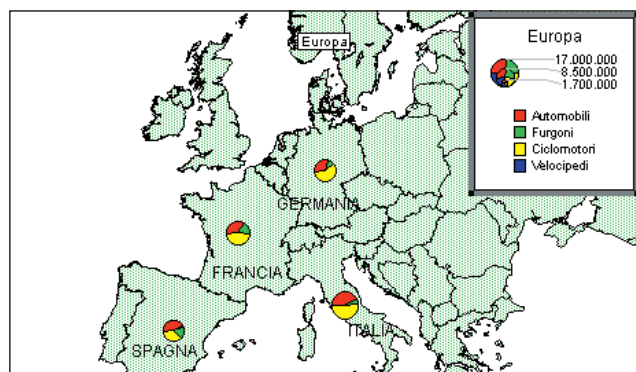 Europa
Europa
17.000.000
8.500.000
1.700.000
Automobili
Furgoni
Ciclomotori
Velocipedi
GERMANIA
FRANCIA
ITALIA
SPAGNA